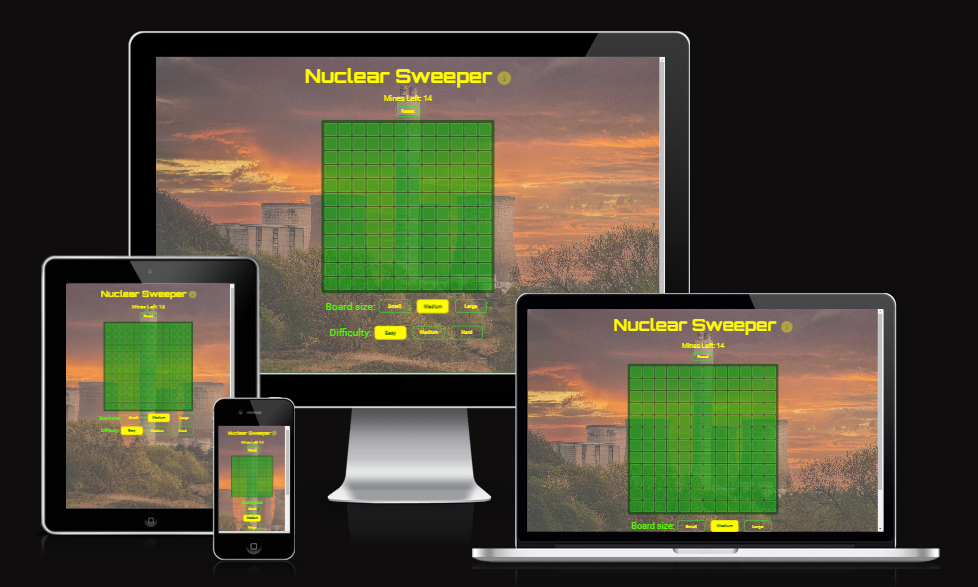 Nuclear Sweeper
Mines Left: 14
Reset
Board size: Small Medium Large
Difficulty: Easy Medium Hard
Nuclear Sweeper
Mines Left: 14
Reset
Board size: Small Medium Large
Difficulty: Easy Medium Hard
Nuclear Sweeper
Mines Left: 14
Reset
Medium
Nuclear Sweeper
Mines Left: 14
Reset
Board size: Small Medium Large